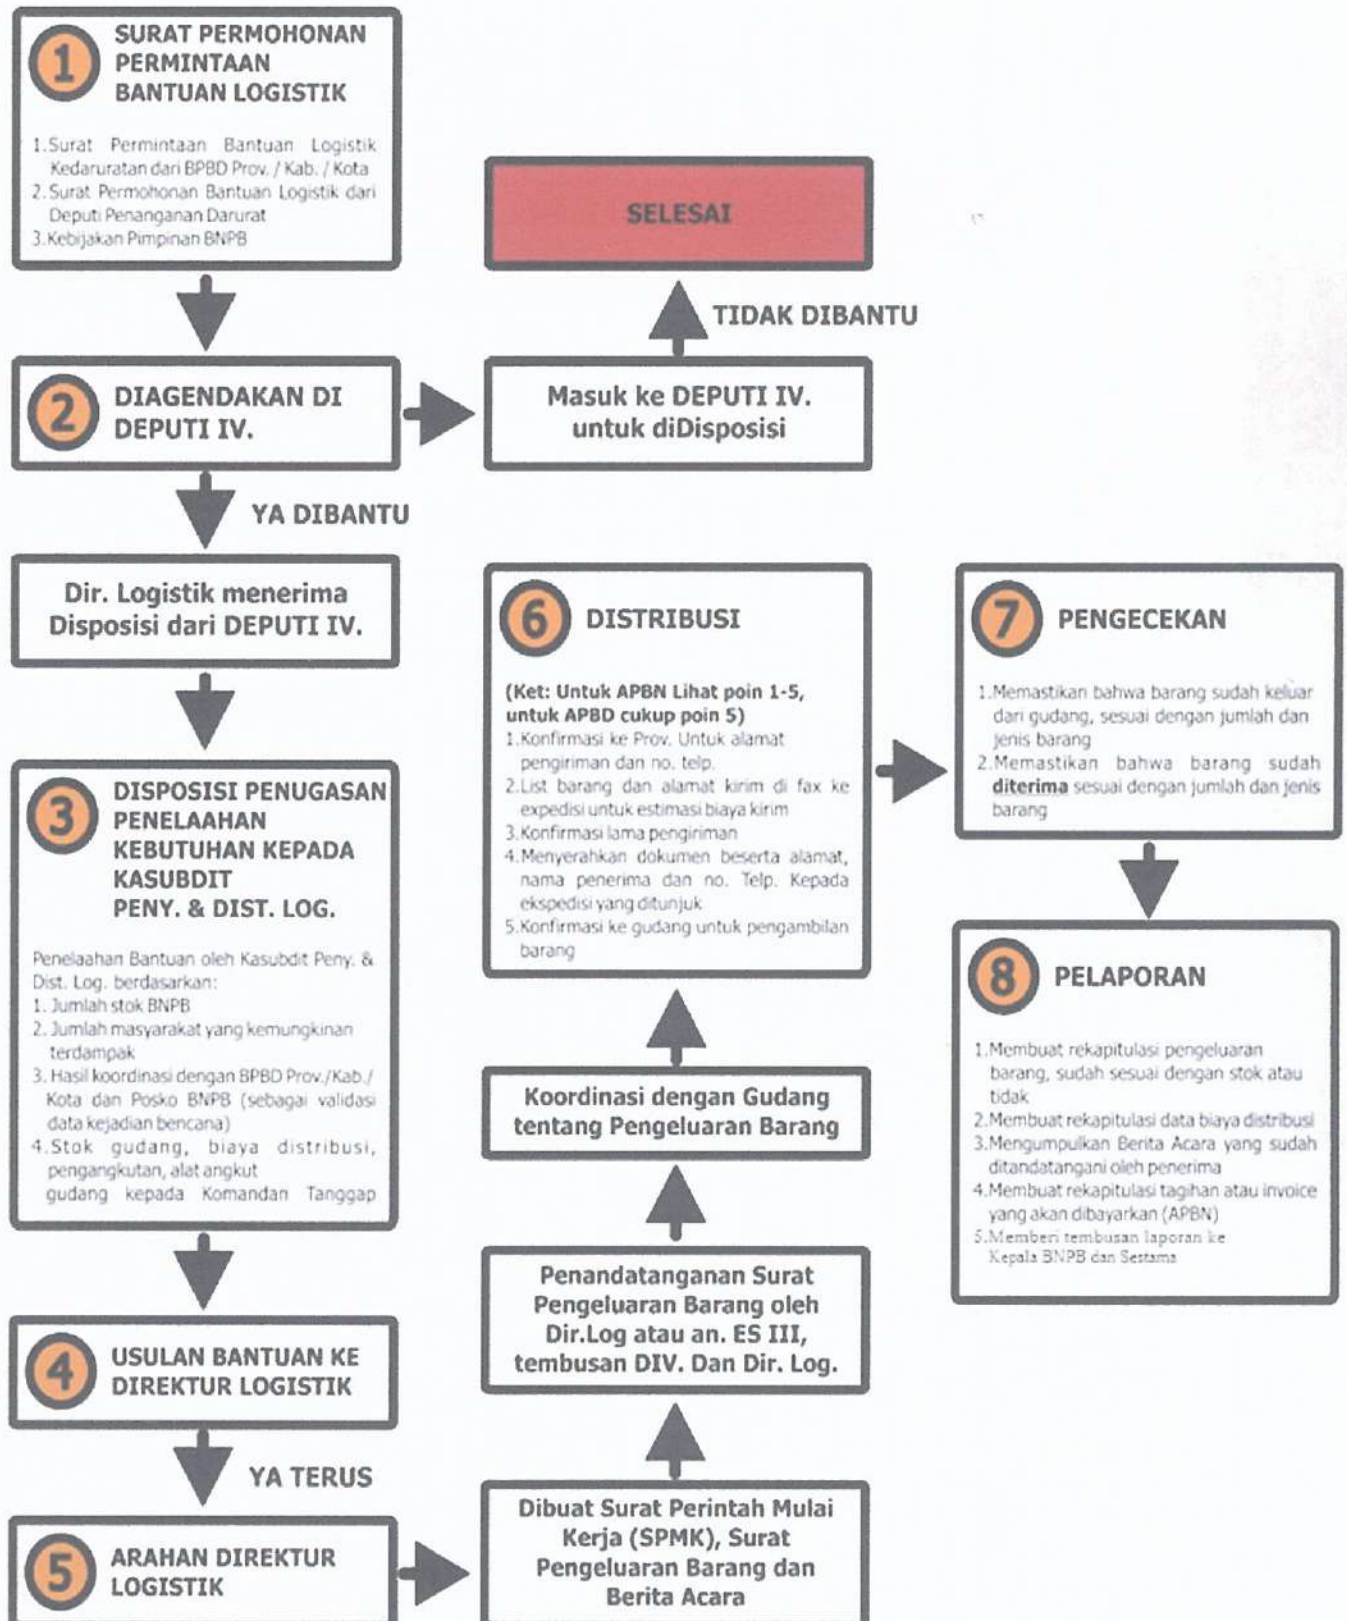 1
SURAT PERMOHONAN
PERMINTAAN
BANTUAN LOGISTIK
1.Surat Permintaan Bantuan Logistik
Kedaruratan dari BPBD Prov. / Kab. / Kota
2.Surat Permohonan Bantuan Logistik dari
Deputi Penanganan Darurat
3.Kebijakan Pimpinan BNPB
SELESAI
TIDAK DIBANTU
2
DIAGENDAKAN DI
DEPUTI IV.
Masuk ke DEPUTI IV.
untuk diDisposisi
YA DIBANTU
Dir. Logistik menerima
Disposisi dari DEPUTI IV.
3
DISPOSISI PENUGASAN
PENELAAHAN
KEBUTUHAN KEPADA
KASUBDIT
PENY. & DIST. LOG.
Penelaahan Bantuan oleh Kasubdit Peny. &
Dist. Log. berdasarkan:
1. Jumlah stok BNPB
2. Jumlah masyarakat yang kemungkinan
terdampak
3. Hasil koordinasi dengan BPBD Prov./Kab./
Kota dan Posko BNPB (sebagai validasi
data kejadian bencana)
4.Stok gudang, biaya distribusi,
pengangkutan, alat angkut
gudang kepada Komandan Tanggap
4
USULAN BANTUAN KE
DIREKTUR LOGISTIK
YA TERUS
5
ARAHAN DIREKTUR
LOGISTIK
Dibuat Surat Perintah Mulai
Kerja (SPMK), Surat
Pengeluaran Barang dan
Berita Acara
Penandatanganan Surat
Pengeluaran Barang oleh
Dir.Log atau an. ES III,
tembusan DIV. Dan Dir. Log.
Koordinasi dengan Gudang
tentang Pengeluaran Barang
6
DISTRIBUSI
(Ket: Untuk APBN Lihat poin 1-5,
untuk APBD cukup poin 5)
1.Konfirmasi ke Prov. Untuk alamat
pengiriman dan no. telp.
2.List barang dan alamat kirim di fax ke
expedisi untuk estimasi biaya kirim
3.Konfirmasi lama pengiriman
4.Menyerahkan dokumen beserta alamat,
nama penerima dan no. Telp. Kepada
ekspedisi yang ditunjuk
5.Konfirmasi ke gudang untuk pengambilan
barang
7
PENGECEKAN
1.Memastikan bahwa barang sudah keluar
dari gudang, sesuai dengan jumlah dan
jenis barang
2.Memastikan bahwa barang sudah
diterima sesuai dengan jumlah dan jenis
barang
8
PELAPORAN
1.Membuat rekapitulasi pengeluaran
barang, sudah sesuai dengan stok atau
tidak
2.Membuat rekapitulasi data biaya distribusi
3.Mengumpulkan Berita Acara yang sudah
ditandatangani oleh penerima
4.Membuat rekapitulasi tagihan atau invoice
yang akan dibayarkan (APBN)
5.Memberi tembusan laporan ke
Kepala BNPB dan Sestama